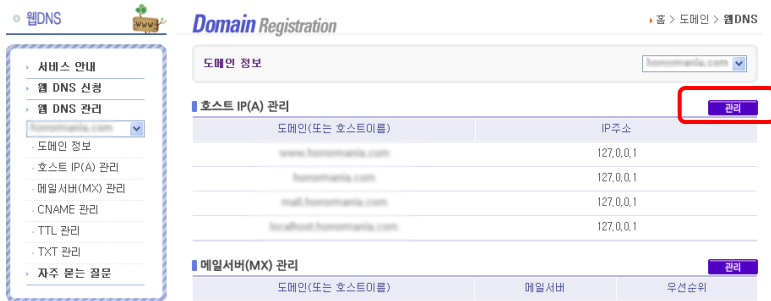 웹DNS
www
서비스 안내
웹 DNS 신청
웹 DNS 관리
도메인 정보
호스트 IP(A) 관리
메일서버(MX) 관리
CNAME 관리
TTL 관리
TXT 관리
자주 묻는 질문
Domain Registration
홈 > 도메인 > 웹DNS
도메인 정보
호스트 IP(A) 관리
관리
도메인(또는 호스트이름) IP주소
127,0,0,1
127,0,0,1
127,0,0,1
127,0,0,1
메일서버(MX) 관리
관리
도메인(또는 호스트이름) 메일서버 우선순위